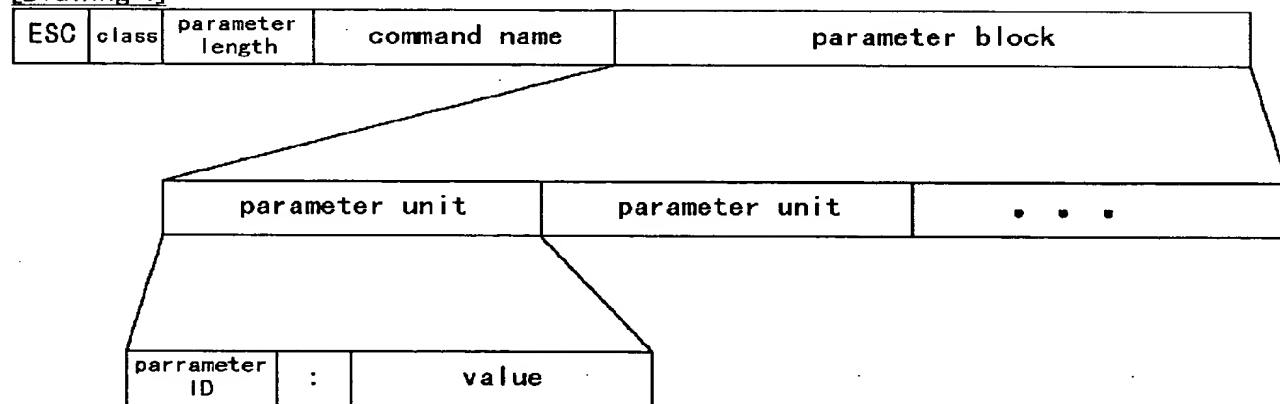 ESC class parameter length command name parameter block
parameter unit parameter unit • • •
parrameter ID : value